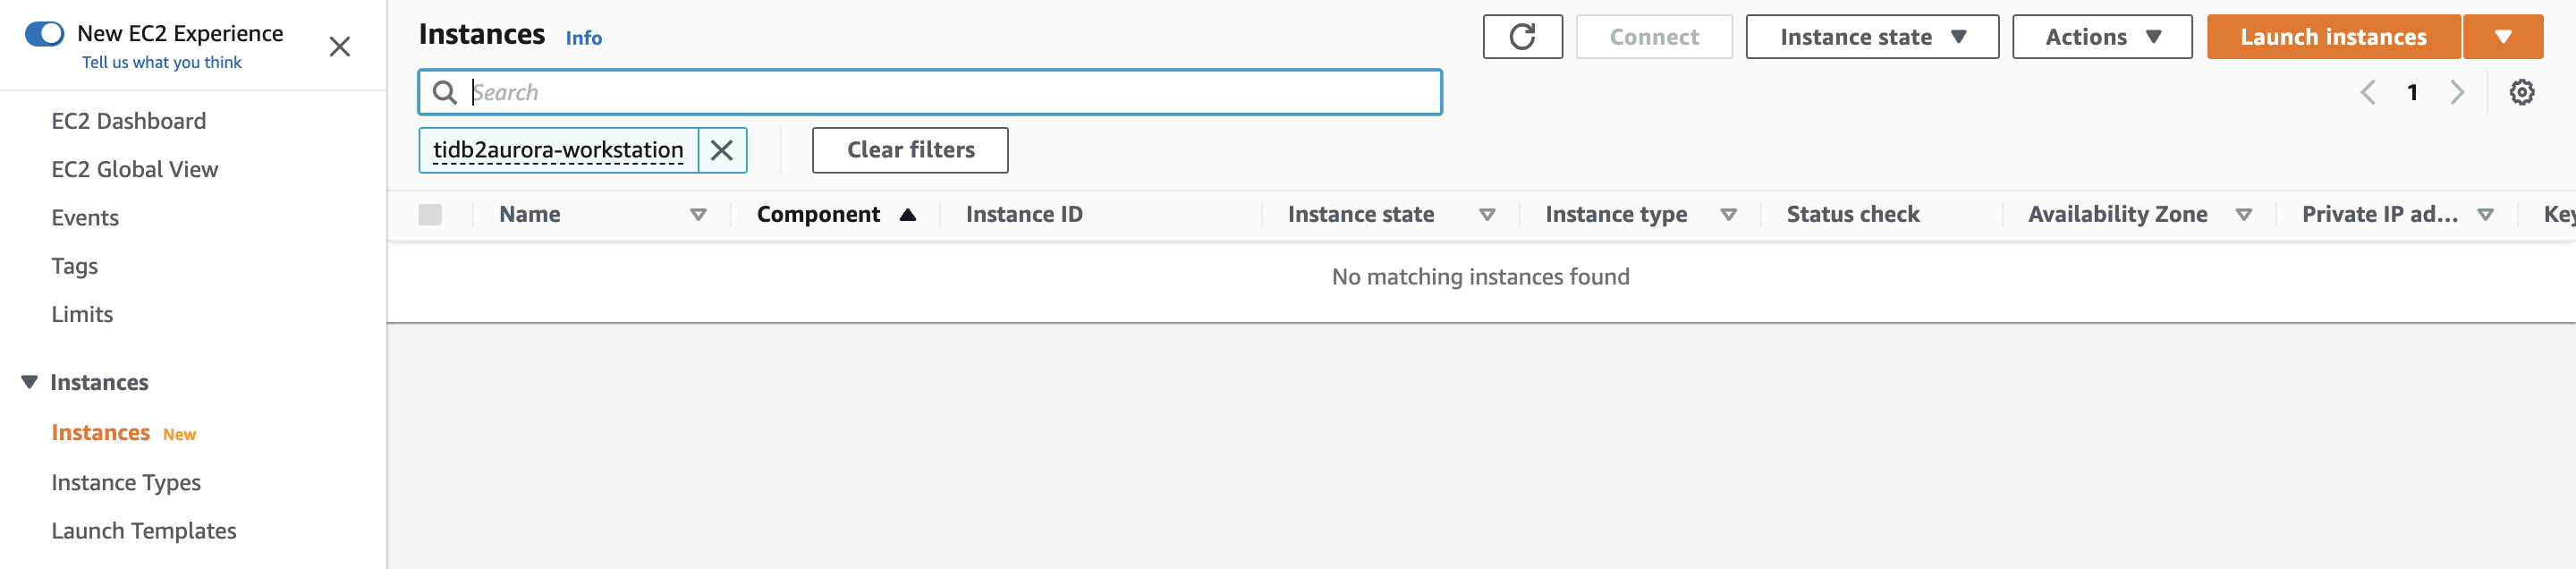 New EC2 Experience
Tell us what you think
EC2 Dashboard
EC2 Global View
Events
Tags
Limits
Instances
Instances New
Instance Types
Launch Templates
Instances Info
Connect
Instance state
Actions
Launch instances
Search
1
tidb2aurora-workstation
Clear filters
Name Component Instance ID Instance state Instance type Status check Availability Zone Private IP ad... Key
No matching instances found